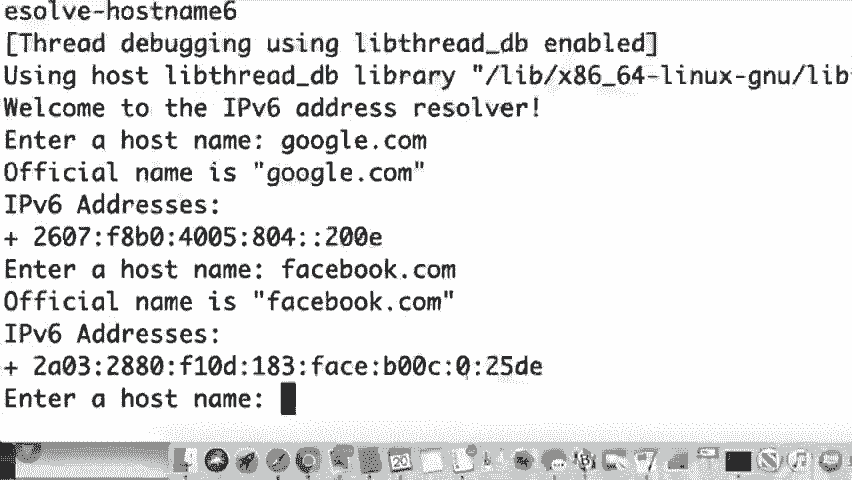 esolve-hostname6
[Thread debugging using libthread_db enabled]
Using host libthread_db library "/lib/x86_64-linux-gnu/lib
Welcome to the IPv6 address resolver!
Enter a host name: google.com
Official name is "google.com"
IPv6 Addresses:
+ 2607:f8b0:4005:804::200e
Enter a host name: facebook.com
Official name is "facebook.com"
IPv6 Addresses:
+ 2a03:2880:f10d:183:face:b00c:0:25de
Enter a host name:
20